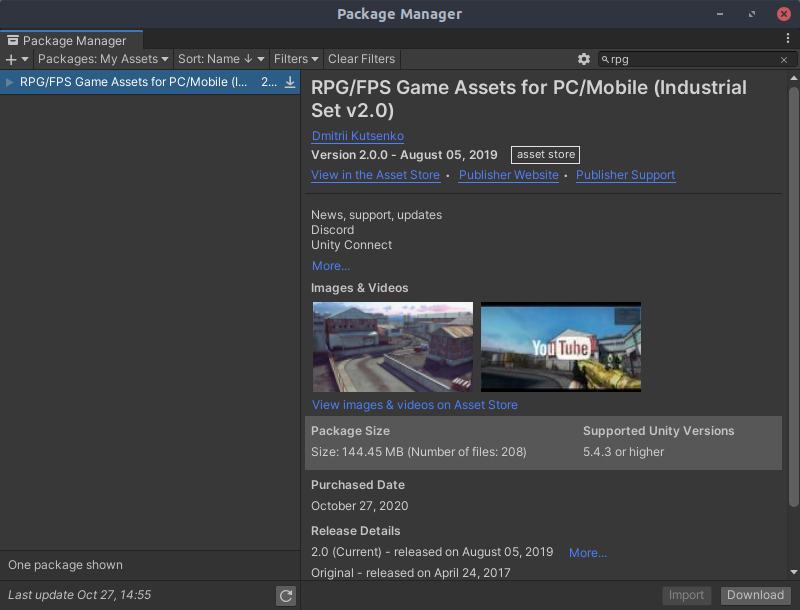 Package Manager
Package Manager
+ Packages: My Assets Sort: Name ↓ Filters Clear Filters rpg
RPG/FPS Game Assets for PC/Mobile (I... 2...
RPG/FPS Game Assets for PC/Mobile (Industrial
Set v2.0)
Dmitrii Kutsenko
Version 2.0.0 - August 05, 2019 asset store
View in the Asset Store • Publisher Website • Publisher Support
News, support, updates
Discord
Unity Connect
More...
Images & Videos
YouTube
View images & videos on Asset Store
Package Size Supported Unity Versions
Size: 144.45 MB (Number of files: 208) 5.4.3 or higher
Purchased Date
October 27, 2020
Release Details
2.0 (Current) - released on August 05, 2019 More...
Original - released on April 24, 2017
One package shown
Last update Oct 27, 14:55
Import Download